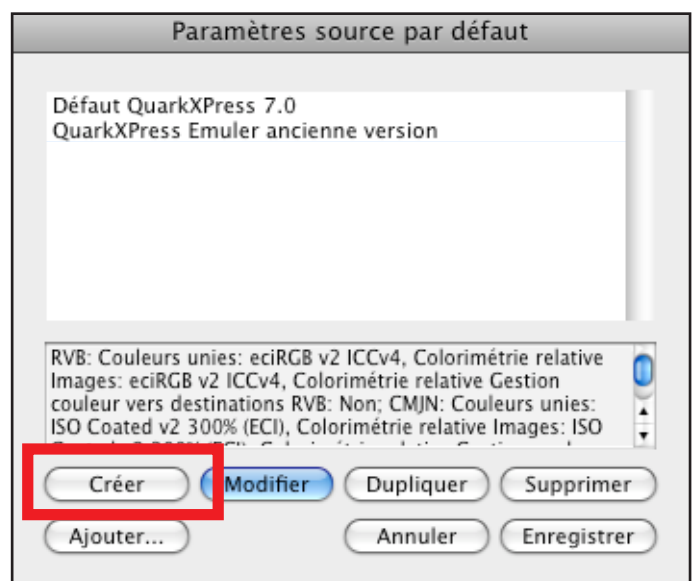 Paramètres source par défaut
Défaut QuarkXPress 7.0
QuarkXPress Emuler ancienne version
RVB: Couleurs unies: eciRGB v2 ICCv4, Colorimétrie relative
Images: eciRGB v2 ICCv4, Colorimétrie relative Gestion
couleur vers destinations RVB: Non; CMJN: Couleurs unies:
ISO Coated v2 300% (ECI), Colorimétrie relative Images: ISO
Créer Modifier Dupliquer Supprimer
Ajouter... Annuler Enregistrer